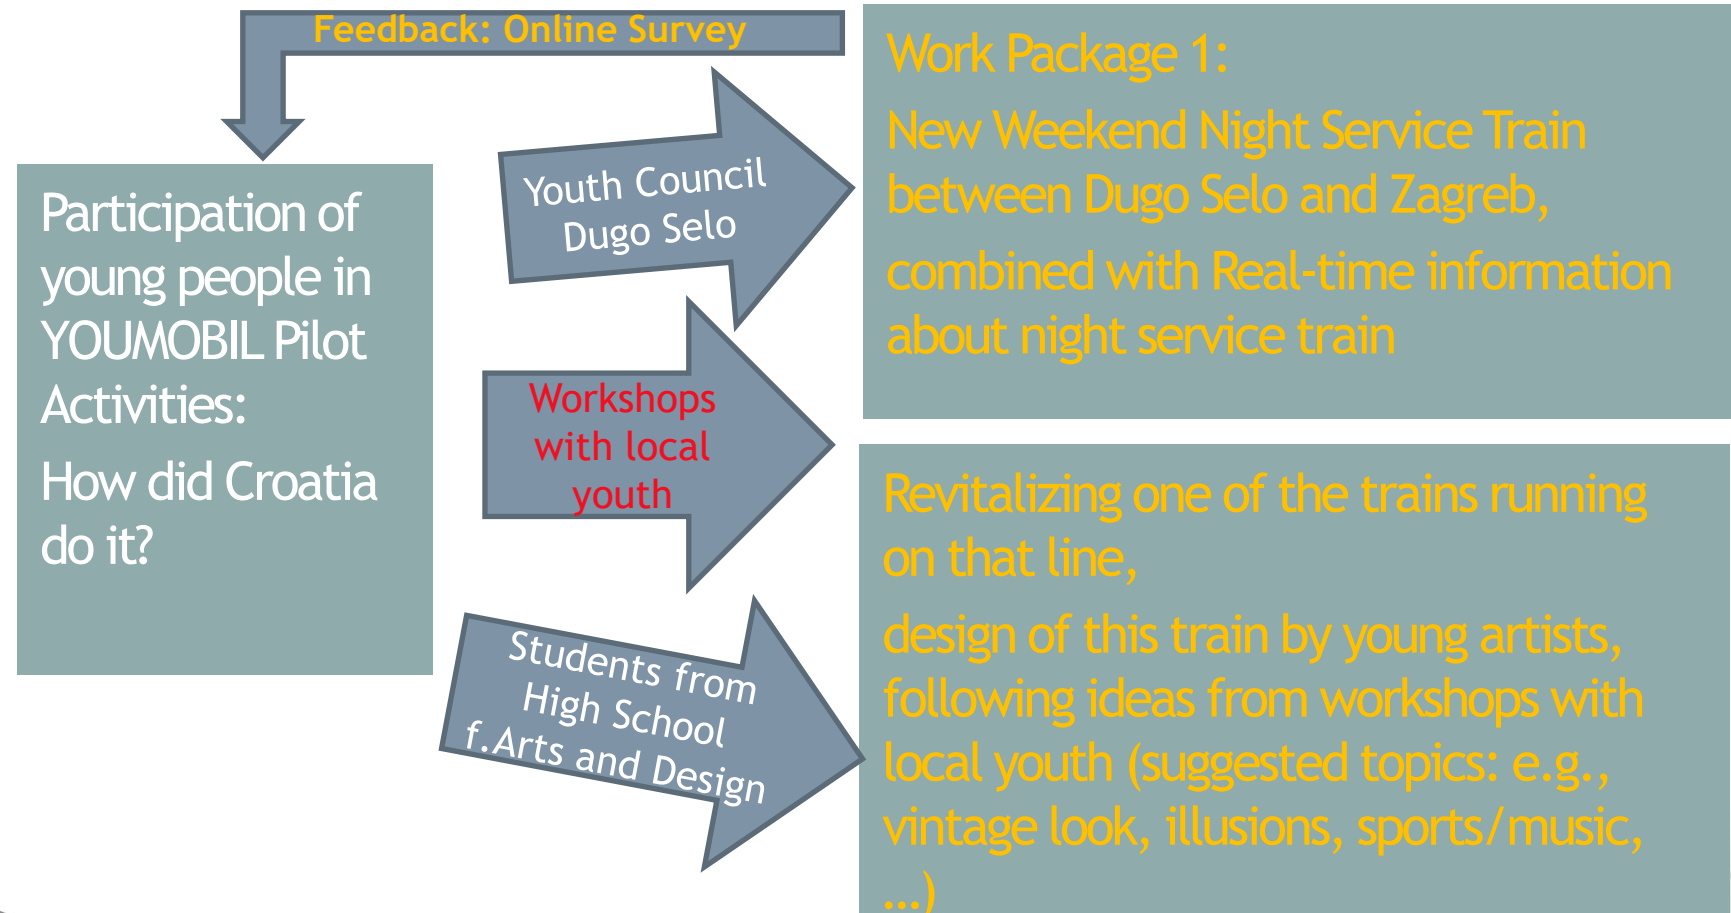 Feedback: Online Survey
Participation of
young people in
YOUMOBIL Pilot
Activities:
How did Croatia
do it?
Youth Council
Dugo Selo
Workshops
with local
youth
Students from
High School
f.Arts and Design
Work Package 1:
New Weekend Night Service Train
between Dugo Selo and Zagreb,
combined with Real-time information
about night service train
Revitalizing one of the trains running
on that line,
design of this train by young artists,
following ideas from workshops with
local youth (suggested topics: e.g.,
vintage look, illusions, sports/music,
…)